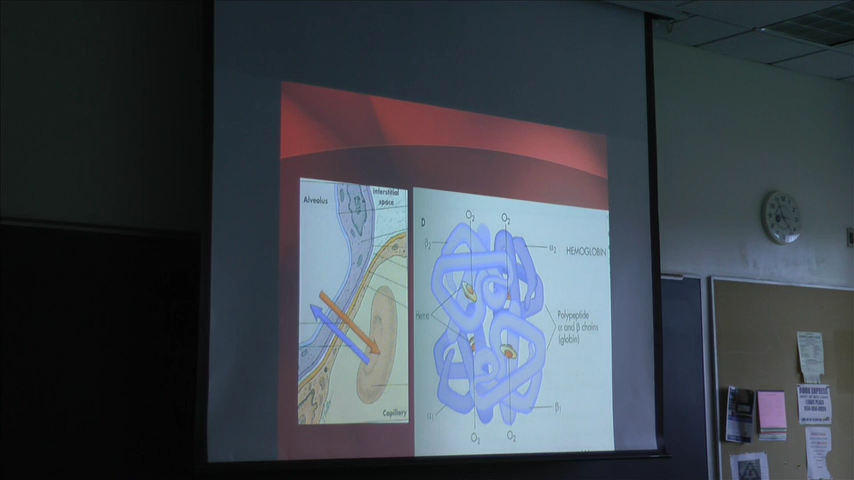 Alveolus
Interstitial
space
Capillary
D
O2
O2
β2
α2
HEMOGLOBIN
Heme
Polypeptide
α and β chains
(globin)
α1
β1
O2
O2